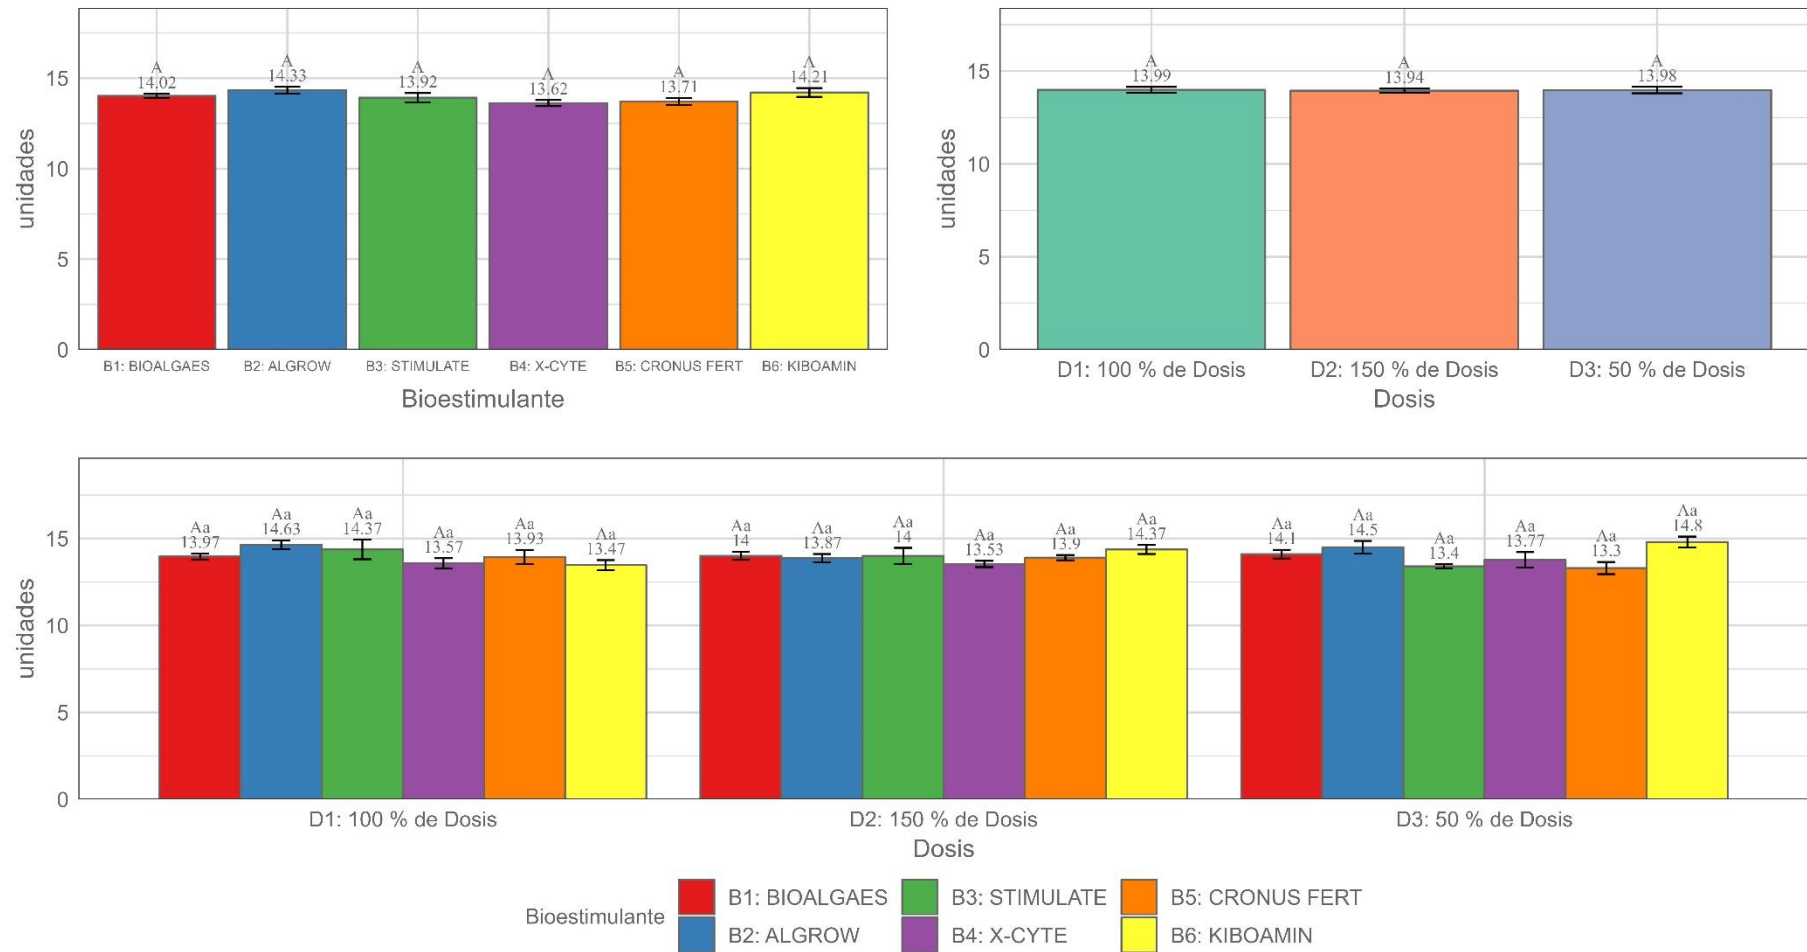 A A A A A A
14.02 14.33 13.92 13.62 13.71 14.21
15
10
5
0
unidades
B1: BIOALGAES B2: ALGROW B3: STIMULATE B4: X-CYTE B5: CRONUS FERT B6: KIBOAMIN
Bioestimulante
A A A
13.99 13.94 13.98
15
10
5
0
unidades
D1: 100 % de Dosis D2: 150 % de Dosis D3: 50 % de Dosis
Dosis
Aa Aa Aa Aa Aa Aa Aa Aa Aa Aa Aa Aa Aa Aa Aa Aa Aa Aa
13.97 14.63 14.37 13.57 13.93 13.47 14 13.87 14 13.53 13.9 14.37 14.1 14.5 13.4 13.77 13.3 14.8
15
10
5
0
unidades
D1: 100 % de Dosis D2: 150 % de Dosis D3: 50 % de Dosis
Dosis
Bioestimulante
B1: BIOALGAES B3: STIMULATE B5: CRONUS FERT
B2: ALGROW B4: X-CYTE B6: KIBOAMIN